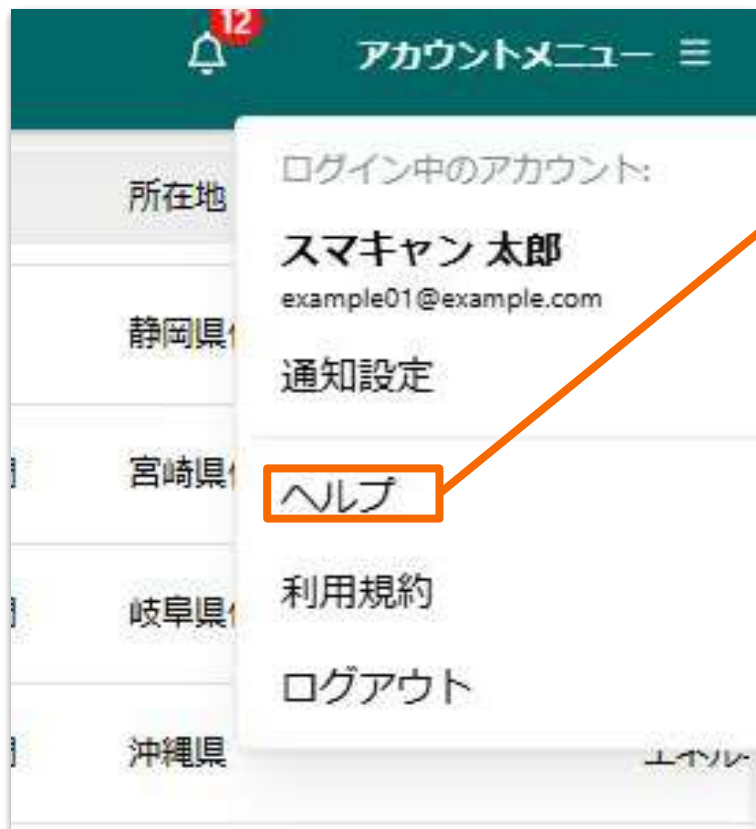 12
アカウントメニュー
所在地
ログイン中のアカウント:
スマキャン 太郎
example01@example.com
静岡県
通知設定
宮崎県
ヘルプ
岐阜県
利用規約
ログアウト
沖縄県
エネル